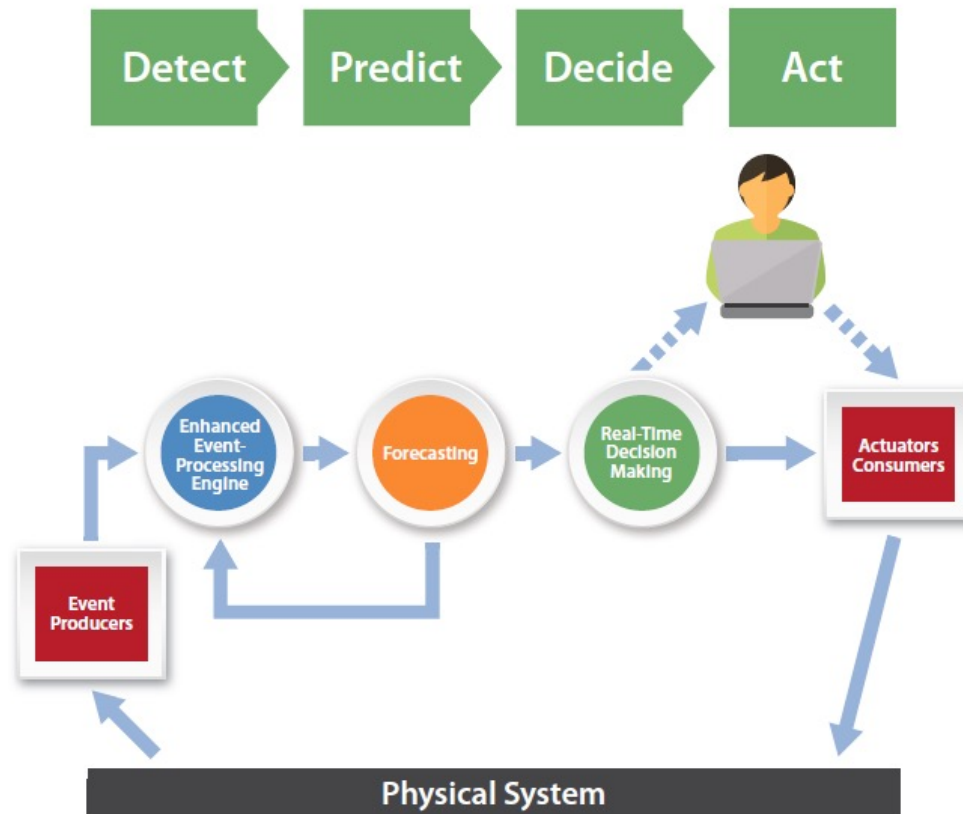 Detect
Predict
Decide
Act
Enhanced
Event-
Processing
Engine
Forecasting
Real-Time
Decision
Making
Actuators
Consumers
Event
Producers
Physical System